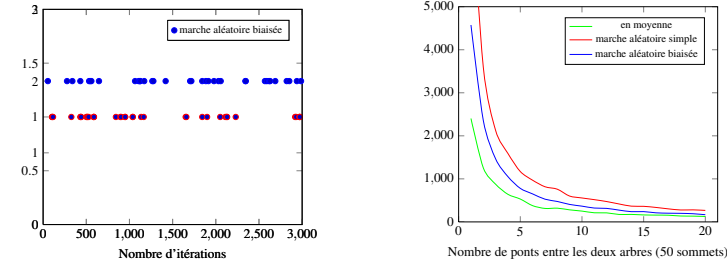 3
1.5
2
1
1
0.5
0
0 500 1,000 1,500 2,000 2,500 3,000
Nombre d'itérations
marche aléatoire biaisée
5,000
4,000
3,000
2,000
1,000
0
0 5 10 15 20
Nombre de ponts entre les deux arbres (50 sommets)
en moyenne
marche aléatoire simple
marche aléatoire biaisée